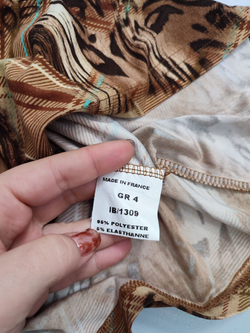 MADE IN FRANCE
GR 4
IB/1309
95% POLYESTER
5% ELASTHANNE